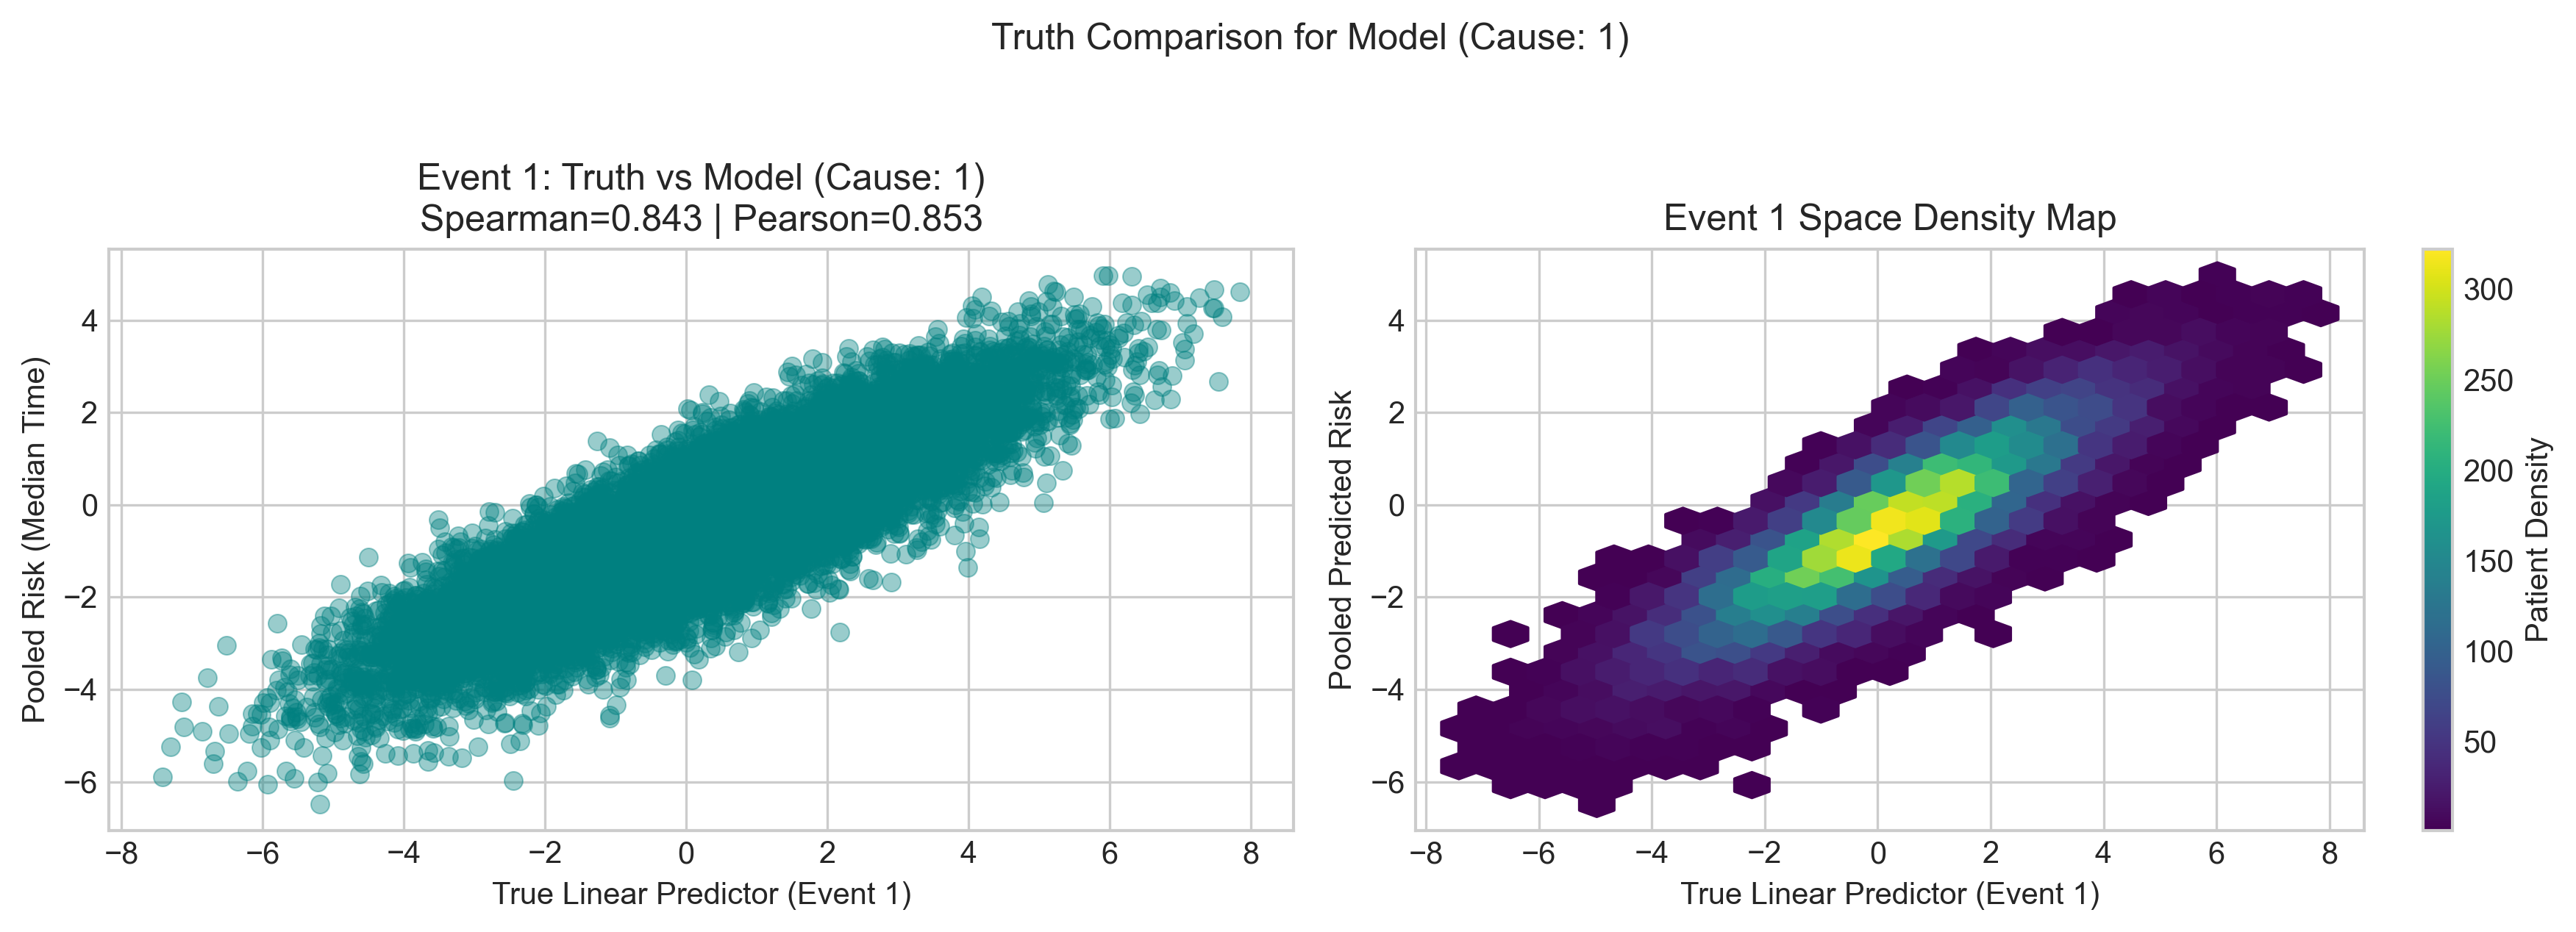 Truth Comparison for Model (Cause: 1)
Event 1: Truth vs Model (Cause: 1)
Spearman=0.843 | Pearson=0.853
Pooled Risk (Median Time)
4
2
0
−2
−4
−6
−8 −6 −4 −2 0 2 4 6 8
True Linear Predictor (Event 1)
Event 1 Space Density Map
Pooled Predicted Risk
4
2
0
−2
−4
−6
−8 −6 −4 −2 0 2 4 6 8
True Linear Predictor (Event 1)
300
250
200
150
100
50
Patient Density